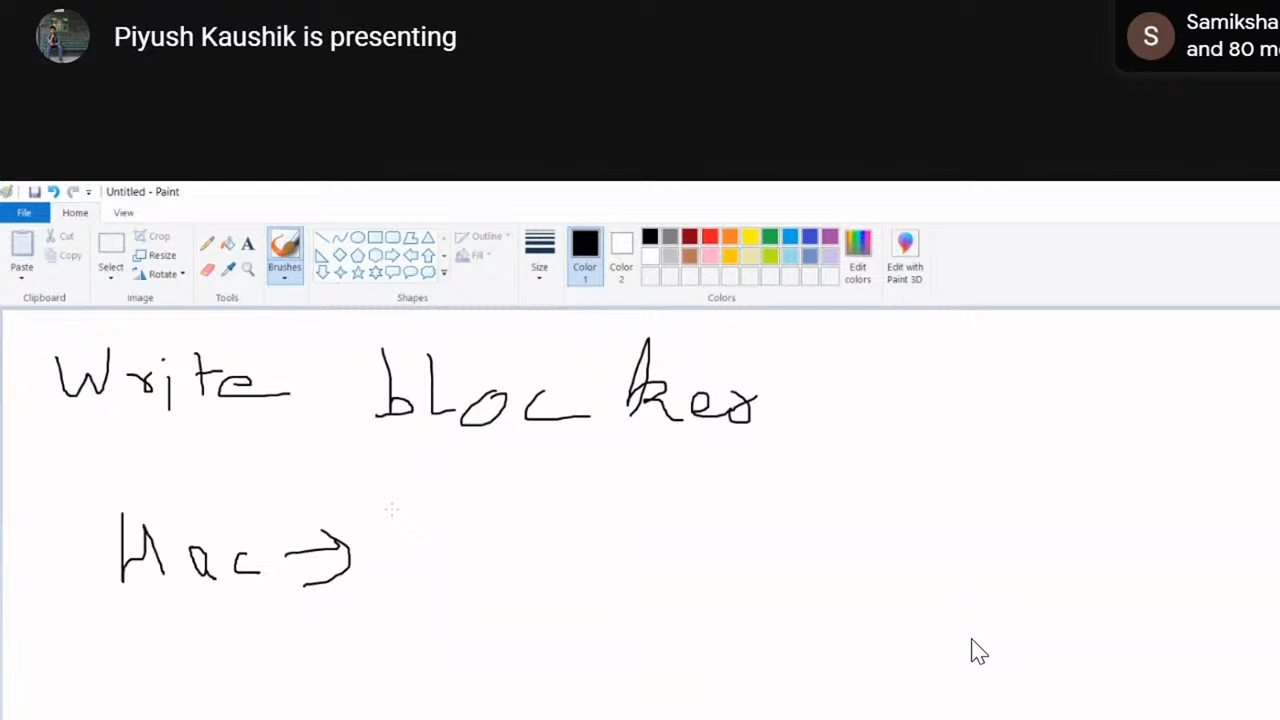 Piyush Kaushik is presenting
S
Samiksha
and 80 m
Untitled - Paint
File Home View
Paste
Cut
Copy
Clipboard
Select
Crop
Resize
Rotate
Image
A
Tools
Brushes
Outline
Fill
Shapes
Size
Color 1
Color 2
Edit colors
Edit with Paint 3D
Colors
Write blocker
Mac →